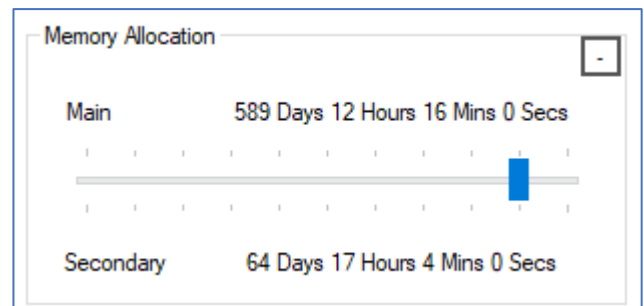 Memory Allocation
-
Main 589 Days 12 Hours 16 Mins 0 Secs
Secondary 64 Days 17 Hours 4 Mins 0 Secs